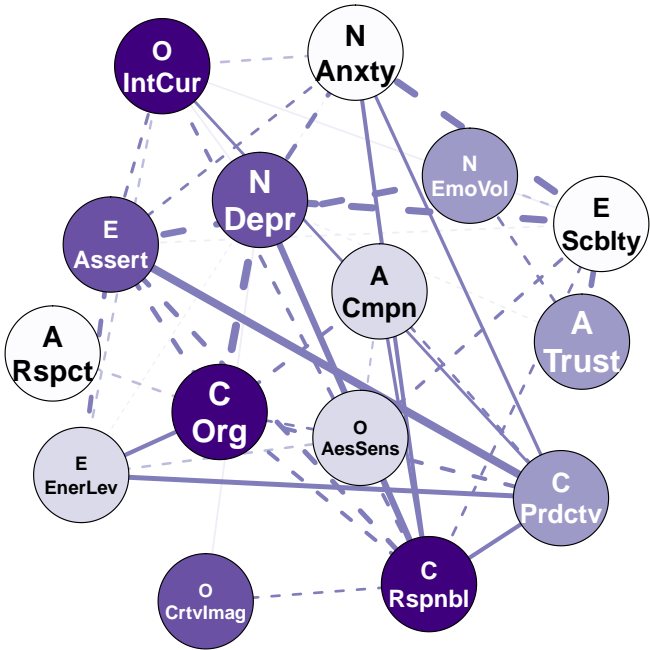 O
IntCur
N
Anxty
N
EmoVol
N
Depr
E
Scblty
E
Assert
A
Cmpn
A
Trust
A
Rspct
C
Org
O
AesSens
E
EnerLev
C
Prdctv
C
Rspnbl
O
CrtvImag